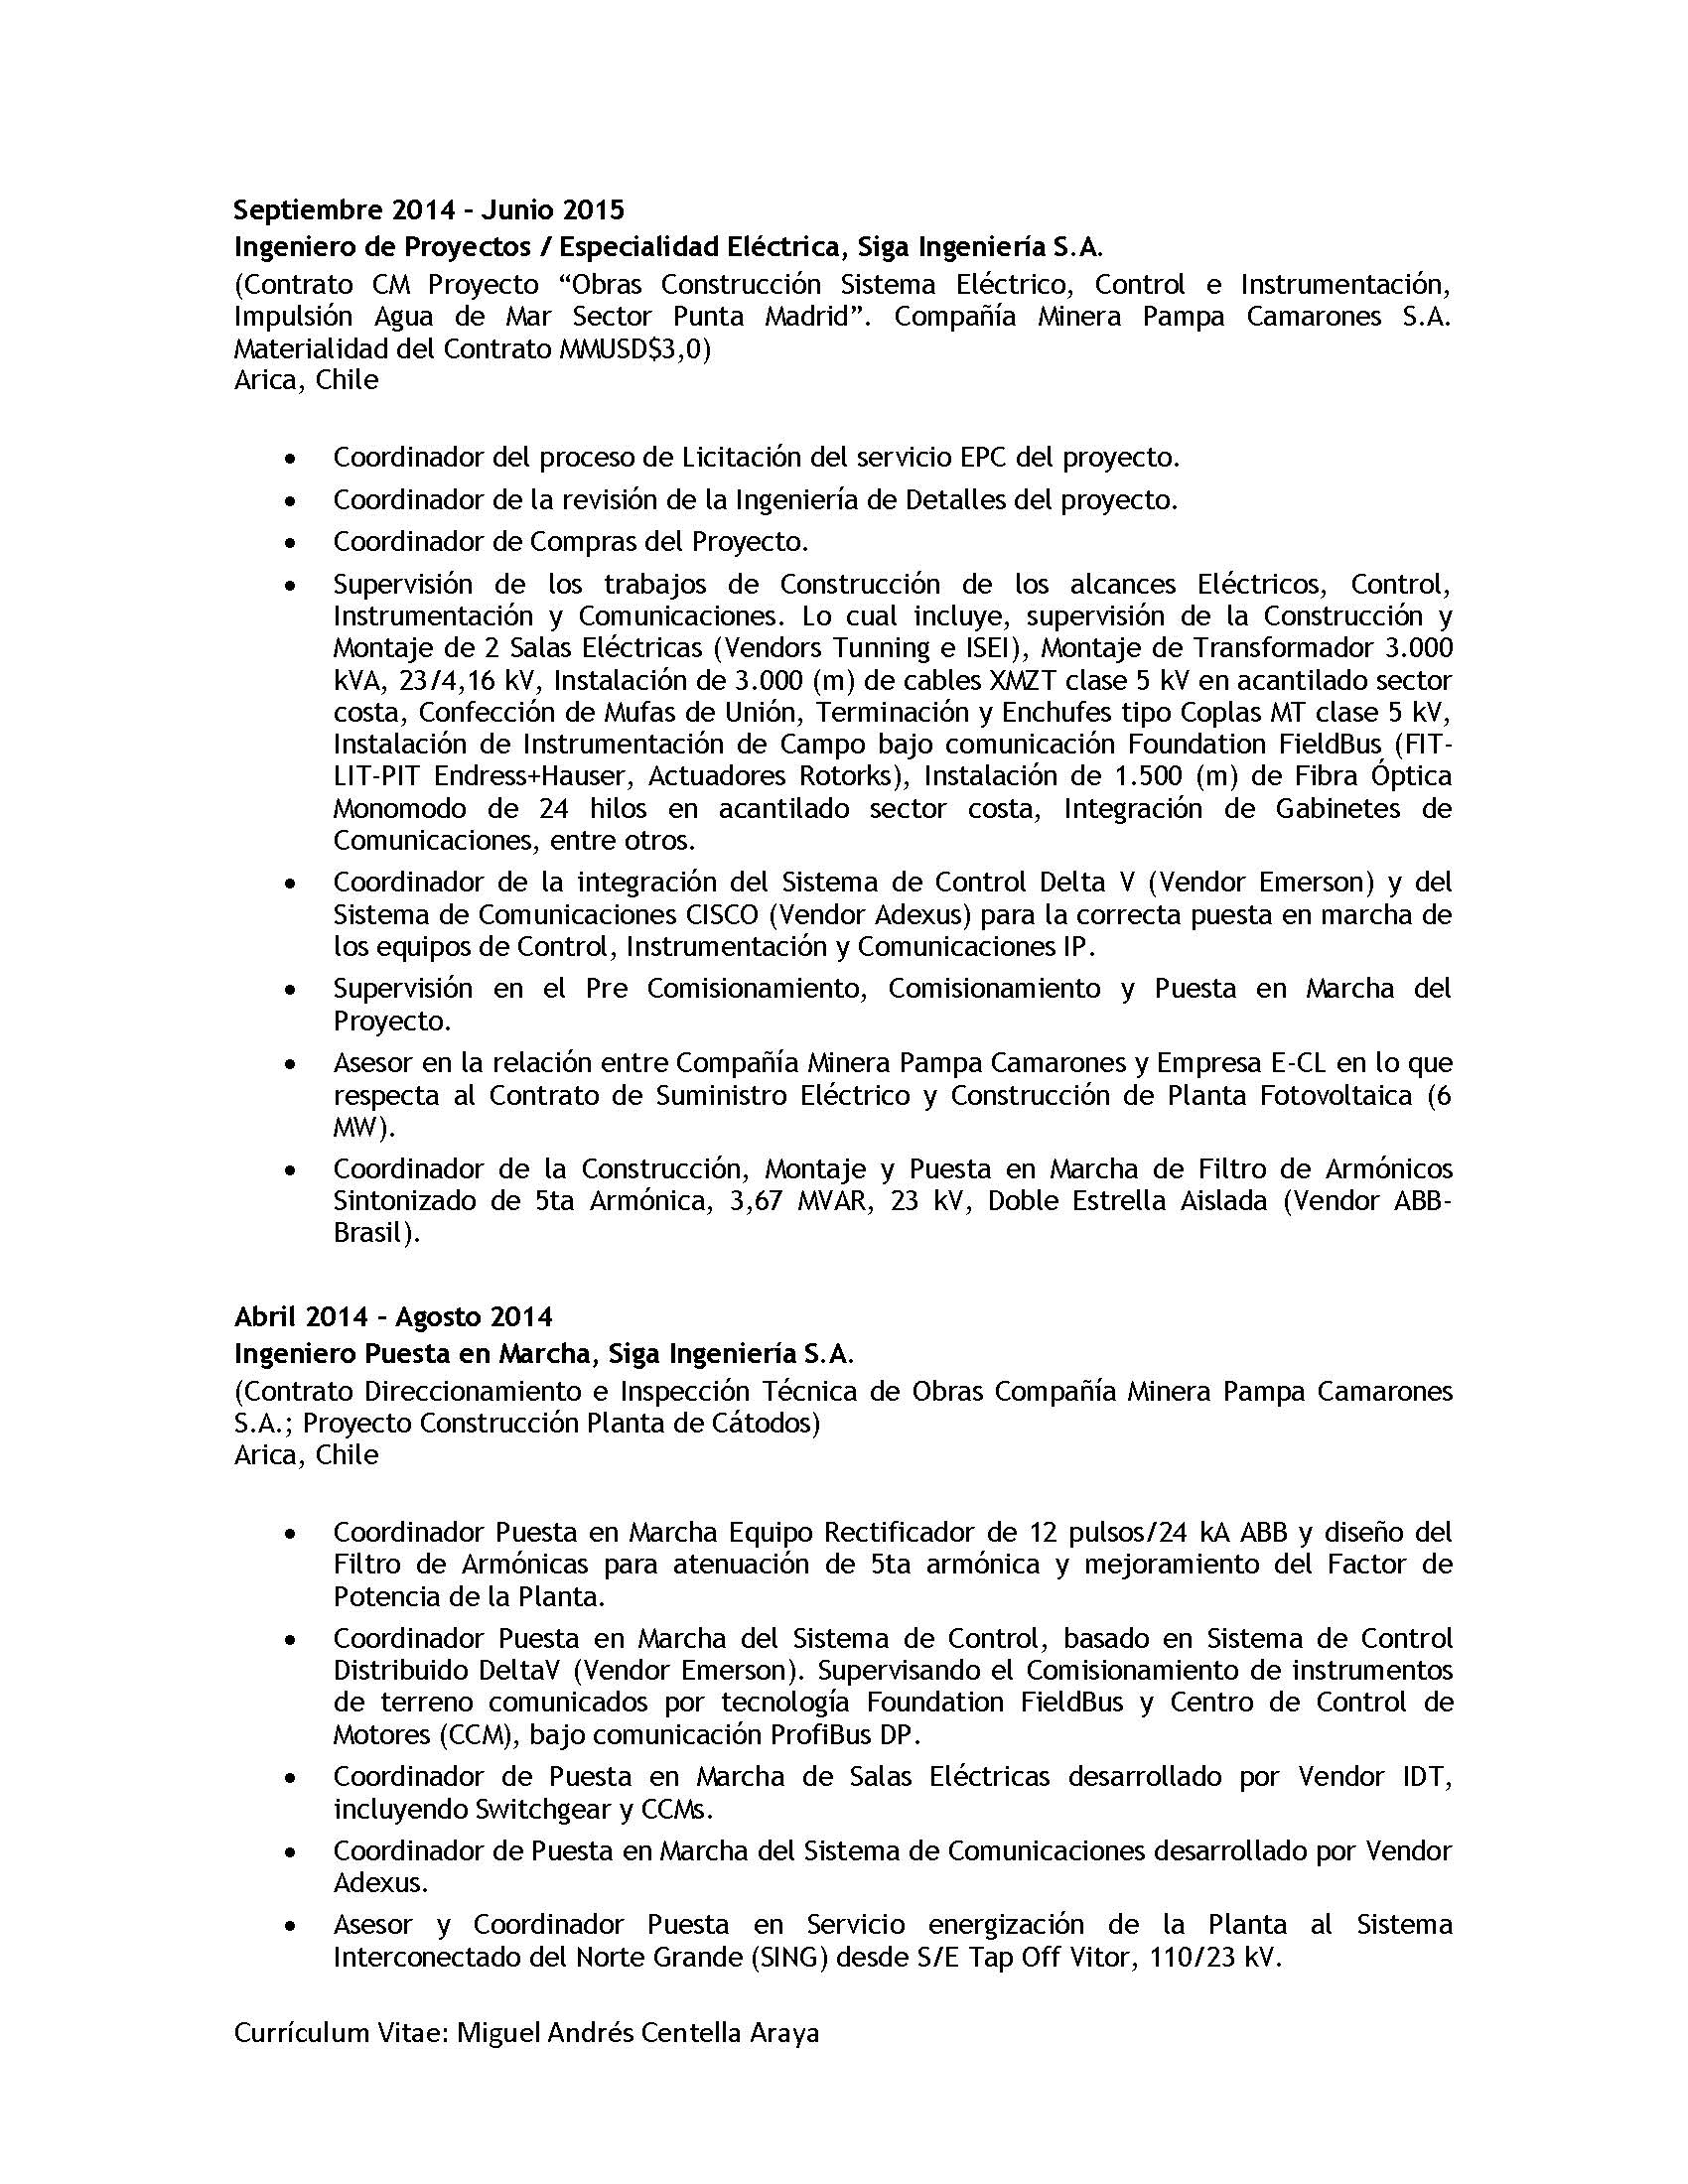 Septiembre 2014 – Junio 2015
Ingeniero de Proyectos / Especialidad Eléctrica, Siga Ingeniería S.A.
(Contrato CM Proyecto “Obras Construcción Sistema Eléctrico, Control e Instrumentación,
Impulsión Agua de Mar Sector Punta Madrid”. Compañía Minera Pampa Camarones S.A.
Materialidad del Contrato MMUSD$3,0)
Arica, Chile
• Coordinador del proceso de Licitación del servicio EPC del proyecto.
• Coordinador de la revisión de la Ingeniería de Detalles del proyecto.
• Coordinador de Compras del Proyecto.
• Supervisión de los trabajos de Construcción de los alcances Eléctricos, Control,
Instrumentación y Comunicaciones. Lo cual incluye, supervisión de la Construcción y
Montaje de 2 Salas Eléctricas (Vendors Tunning e ISEI), Montaje de Transformador 3.000
kVA, 23/4,16 kV, Instalación de 3.000 (m) de cables XMZT clase 5 kV en acantilado sector
costa, Confección de Mufas de Unión, Terminación y Enchufes tipo Coplas MT clase 5 kV,
Instalación de Instrumentación de Campo bajo comunicación Foundation FieldBus (FIT-
LIT-PIT Endress+Hauser, Actuadores Rotorks), Instalación de 1.500 (m) de Fibra Óptica
Monomodo de 24 hilos en acantilado sector costa, Integración de Gabinetes de
Comunicaciones, entre otros.
• Coordinador de la integración del Sistema de Control Delta V (Vendor Emerson) y del
Sistema de Comunicaciones CISCO (Vendor Adexus) para la correcta puesta en marcha de
los equipos de Control, Instrumentación y Comunicaciones IP.
• Supervisión en el Pre Comisionamiento, Comisionamiento y Puesta en Marcha del
Proyecto.
• Asesor en la relación entre Compañía Minera Pampa Camarones y Empresa E-CL en lo que
respecta al Contrato de Suministro Eléctrico y Construcción de Planta Fotovoltaica (6
MW).
• Coordinador de la Construcción, Montaje y Puesta en Marcha de Filtro de Armónicos
Sintonizado de 5ta Armónica, 3,67 MVAR, 23 kV, Doble Estrella Aislada (Vendor ABB-
Brasil).
Abril 2014 – Agosto 2014
Ingeniero Puesta en Marcha, Siga Ingeniería S.A.
(Contrato Direccionamiento e Inspección Técnica de Obras Compañía Minera Pampa Camarones
S.A.; Proyecto Construcción Planta de Cátodos)
Arica, Chile
• Coordinador Puesta en Marcha Equipo Rectificador de 12 pulsos/24 kA ABB y diseño del
Filtro de Armónicas para atenuación de 5ta armónica y mejoramiento del Factor de
Potencia de la Planta.
• Coordinador Puesta en Marcha del Sistema de Control, basado en Sistema de Control
Distribuido DeltaV (Vendor Emerson). Supervisando el Comisionamiento de instrumentos
de terreno comunicados por tecnología Foundation FieldBus y Centro de Control de
Motores (CCM), bajo comunicación ProfiBus DP.
• Coordinador de Puesta en Marcha de Salas Eléctricas desarrollado por Vendor IDT,
incluyendo Switchgear y CCMs.
• Coordinador de Puesta en Marcha del Sistema de Comunicaciones desarrollado por Vendor
Adexus.
• Asesor y Coordinador Puesta en Servicio energización de la Planta al Sistema
Interconectado del Norte Grande (SING) desde S/E Tap Off Vitor, 110/23 kV.
Currículum Vitae: Miguel Andrés Centella Araya